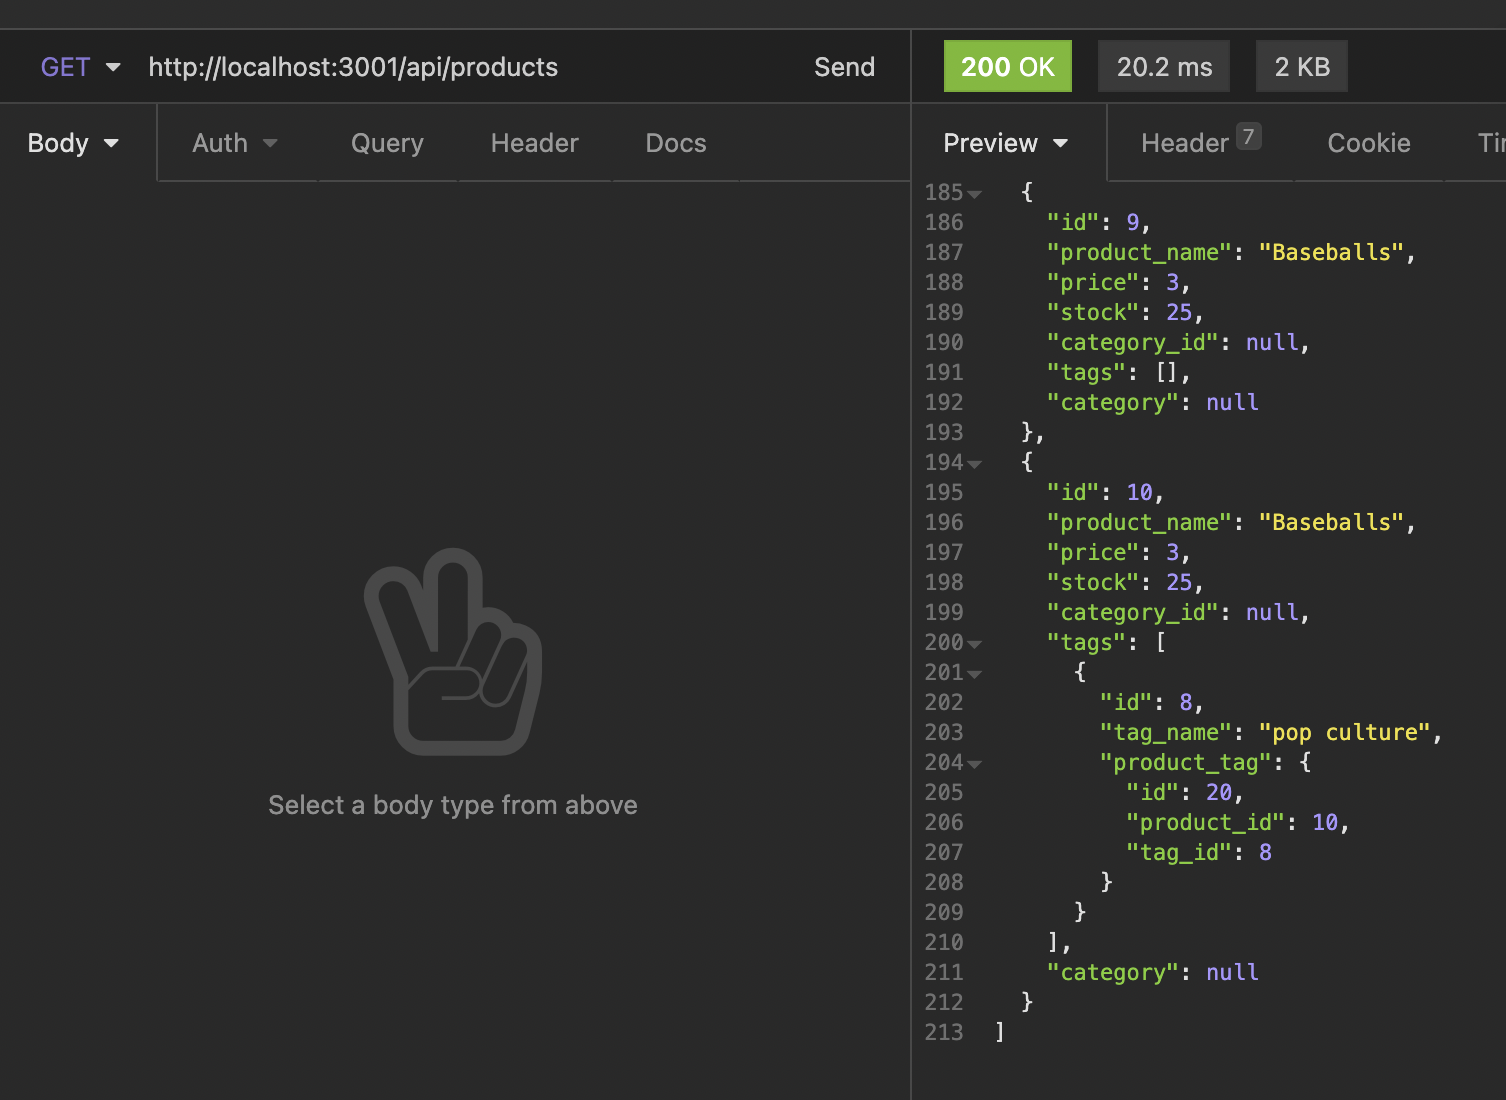 GET http://localhost:3001/api/products Send
Body Auth Query Header Docs
Select a body type from above
200 OK 20.2 ms 2 KB
Preview Header 7 Cookie
185 {
186 "id": 9,
187 "product_name": "Baseballs",
188 "price": 3,
189 "stock": 25,
190 "category_id": null,
191 "tags": [],
192 "category": null
193 },
194 {
195 "id": 10,
196 "product_name": "Baseballs",
197 "price": 3,
198 "stock": 25,
199 "category_id": null,
200 "tags": [
201 {
202 "id": 8,
203 "tag_name": "pop culture",
204 "product_tag": {
205 "id": 20,
206 "product_id": 10,
207 "tag_id": 8
208 }
209 }
210 ],
211 "category": null
212 }
213 ]